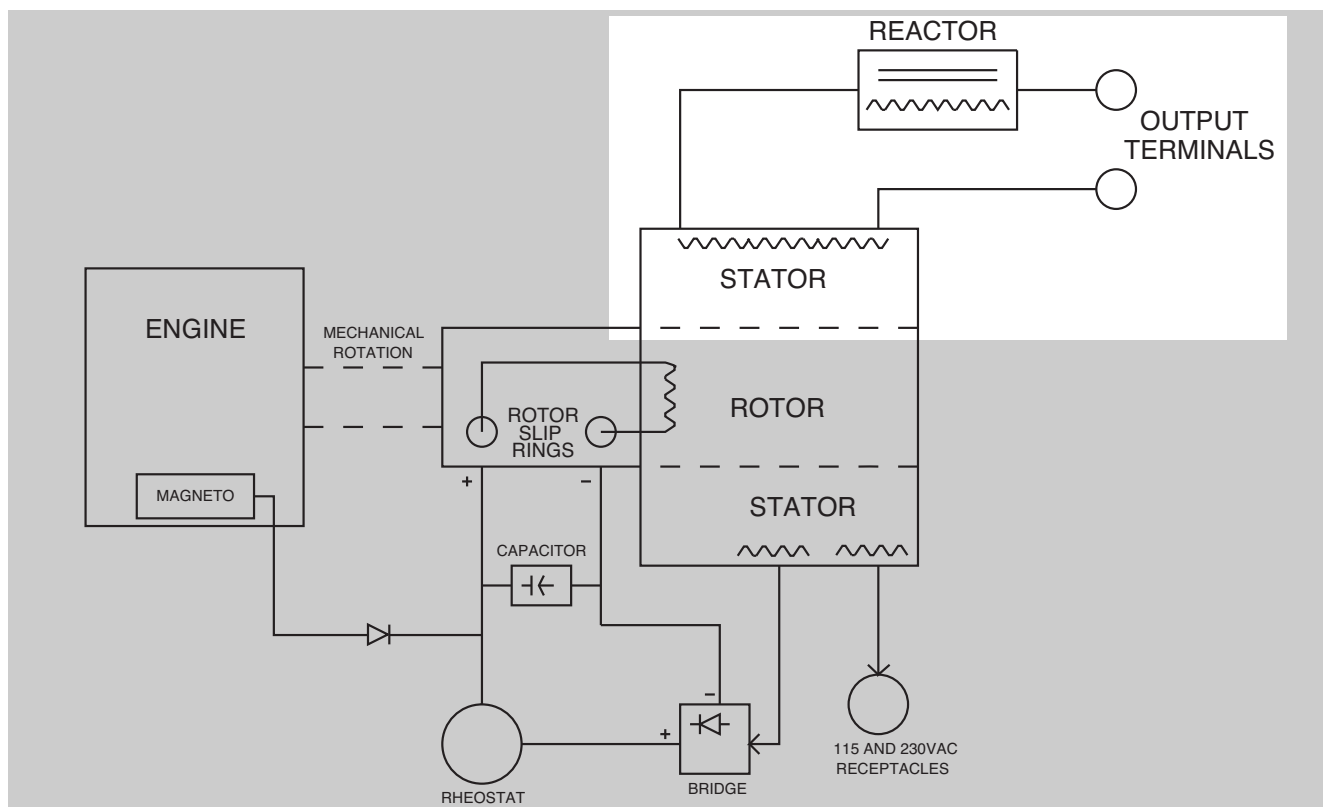 REACTOR
OUTPUT
TERMINALS
STATOR
ENGINE
MECHANICAL
ROTATION
ROTOR
SLIP
RINGS
ROTOR
+
−
MAGNETO
STATOR
CAPACITOR
−
+
115 AND 230VAC
RECEPTACLES
BRIDGE
RHEOSTAT